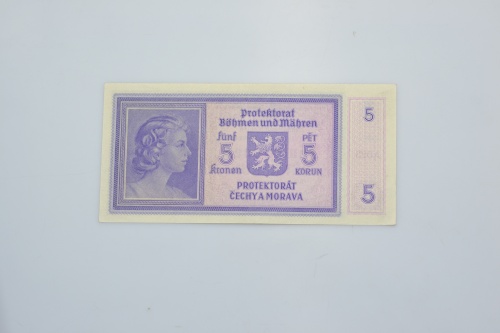 Protektorat
Böhmen und Mähren
fünf PĚT
5 5
Kronen KORUN
PROTEKTORÁT
ČECHY A MORAVA
5
5